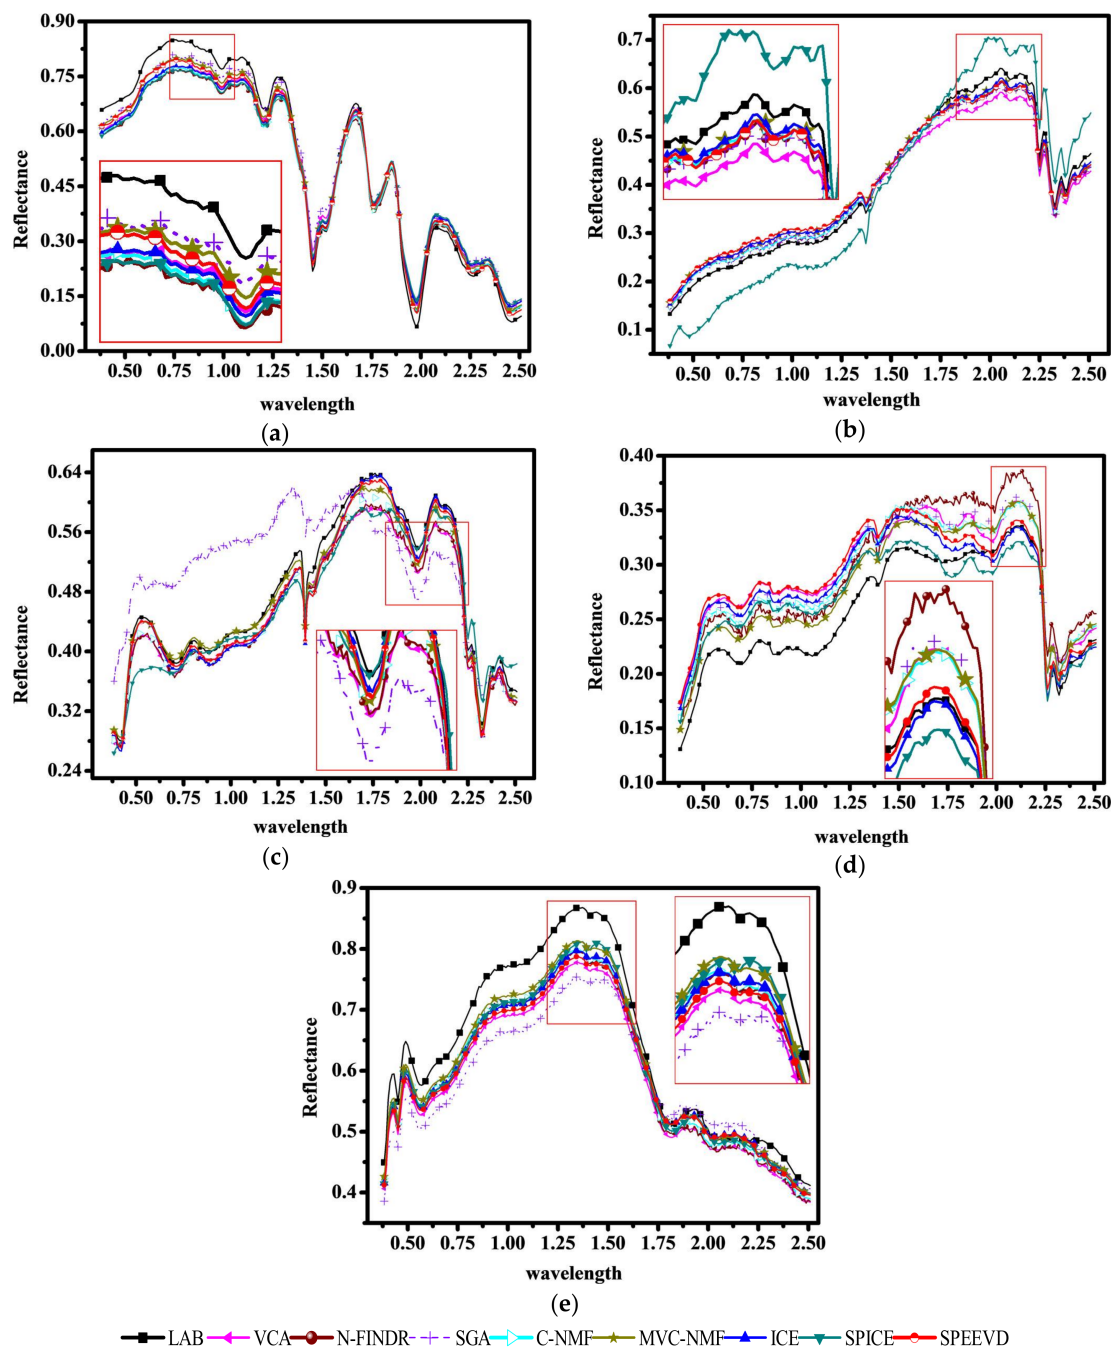 0.90
0.75
0.60
0.45
0.30
0.15
0.00
Reflectance
0.50 0.75 1.00 1.25 1.50 1.75 2.00 2.25 2.50
wavelength
(a)
0.7
0.6
0.5
0.4
0.3
0.2
0.1
Reflectance
0.50 0.75 1.00 1.25 1.50 1.75 2.00 2.25 2.50
wavelength
(b)
0.64
0.56
0.48
0.40
0.32
0.24
Reflectance
0.50 0.75 1.00 1.25 1.50 1.75 2.00 2.25 2.50
wavelength
(c)
0.40
0.35
0.30
0.25
0.20
0.15
0.10
Reflectance
0.50 0.75 1.00 1.25 1.50 1.75 2.00 2.25 2.50
wavelength
(d)
0.9
0.8
0.7
0.6
0.5
0.4
Reflectance
0.50 0.75 1.00 1.25 1.50 1.75 2.00 2.25 2.50
wavelength
(e)
LAB VCA N-FINDR SGA C-NMF MVC-NMF ICE SPICE SPEEVD